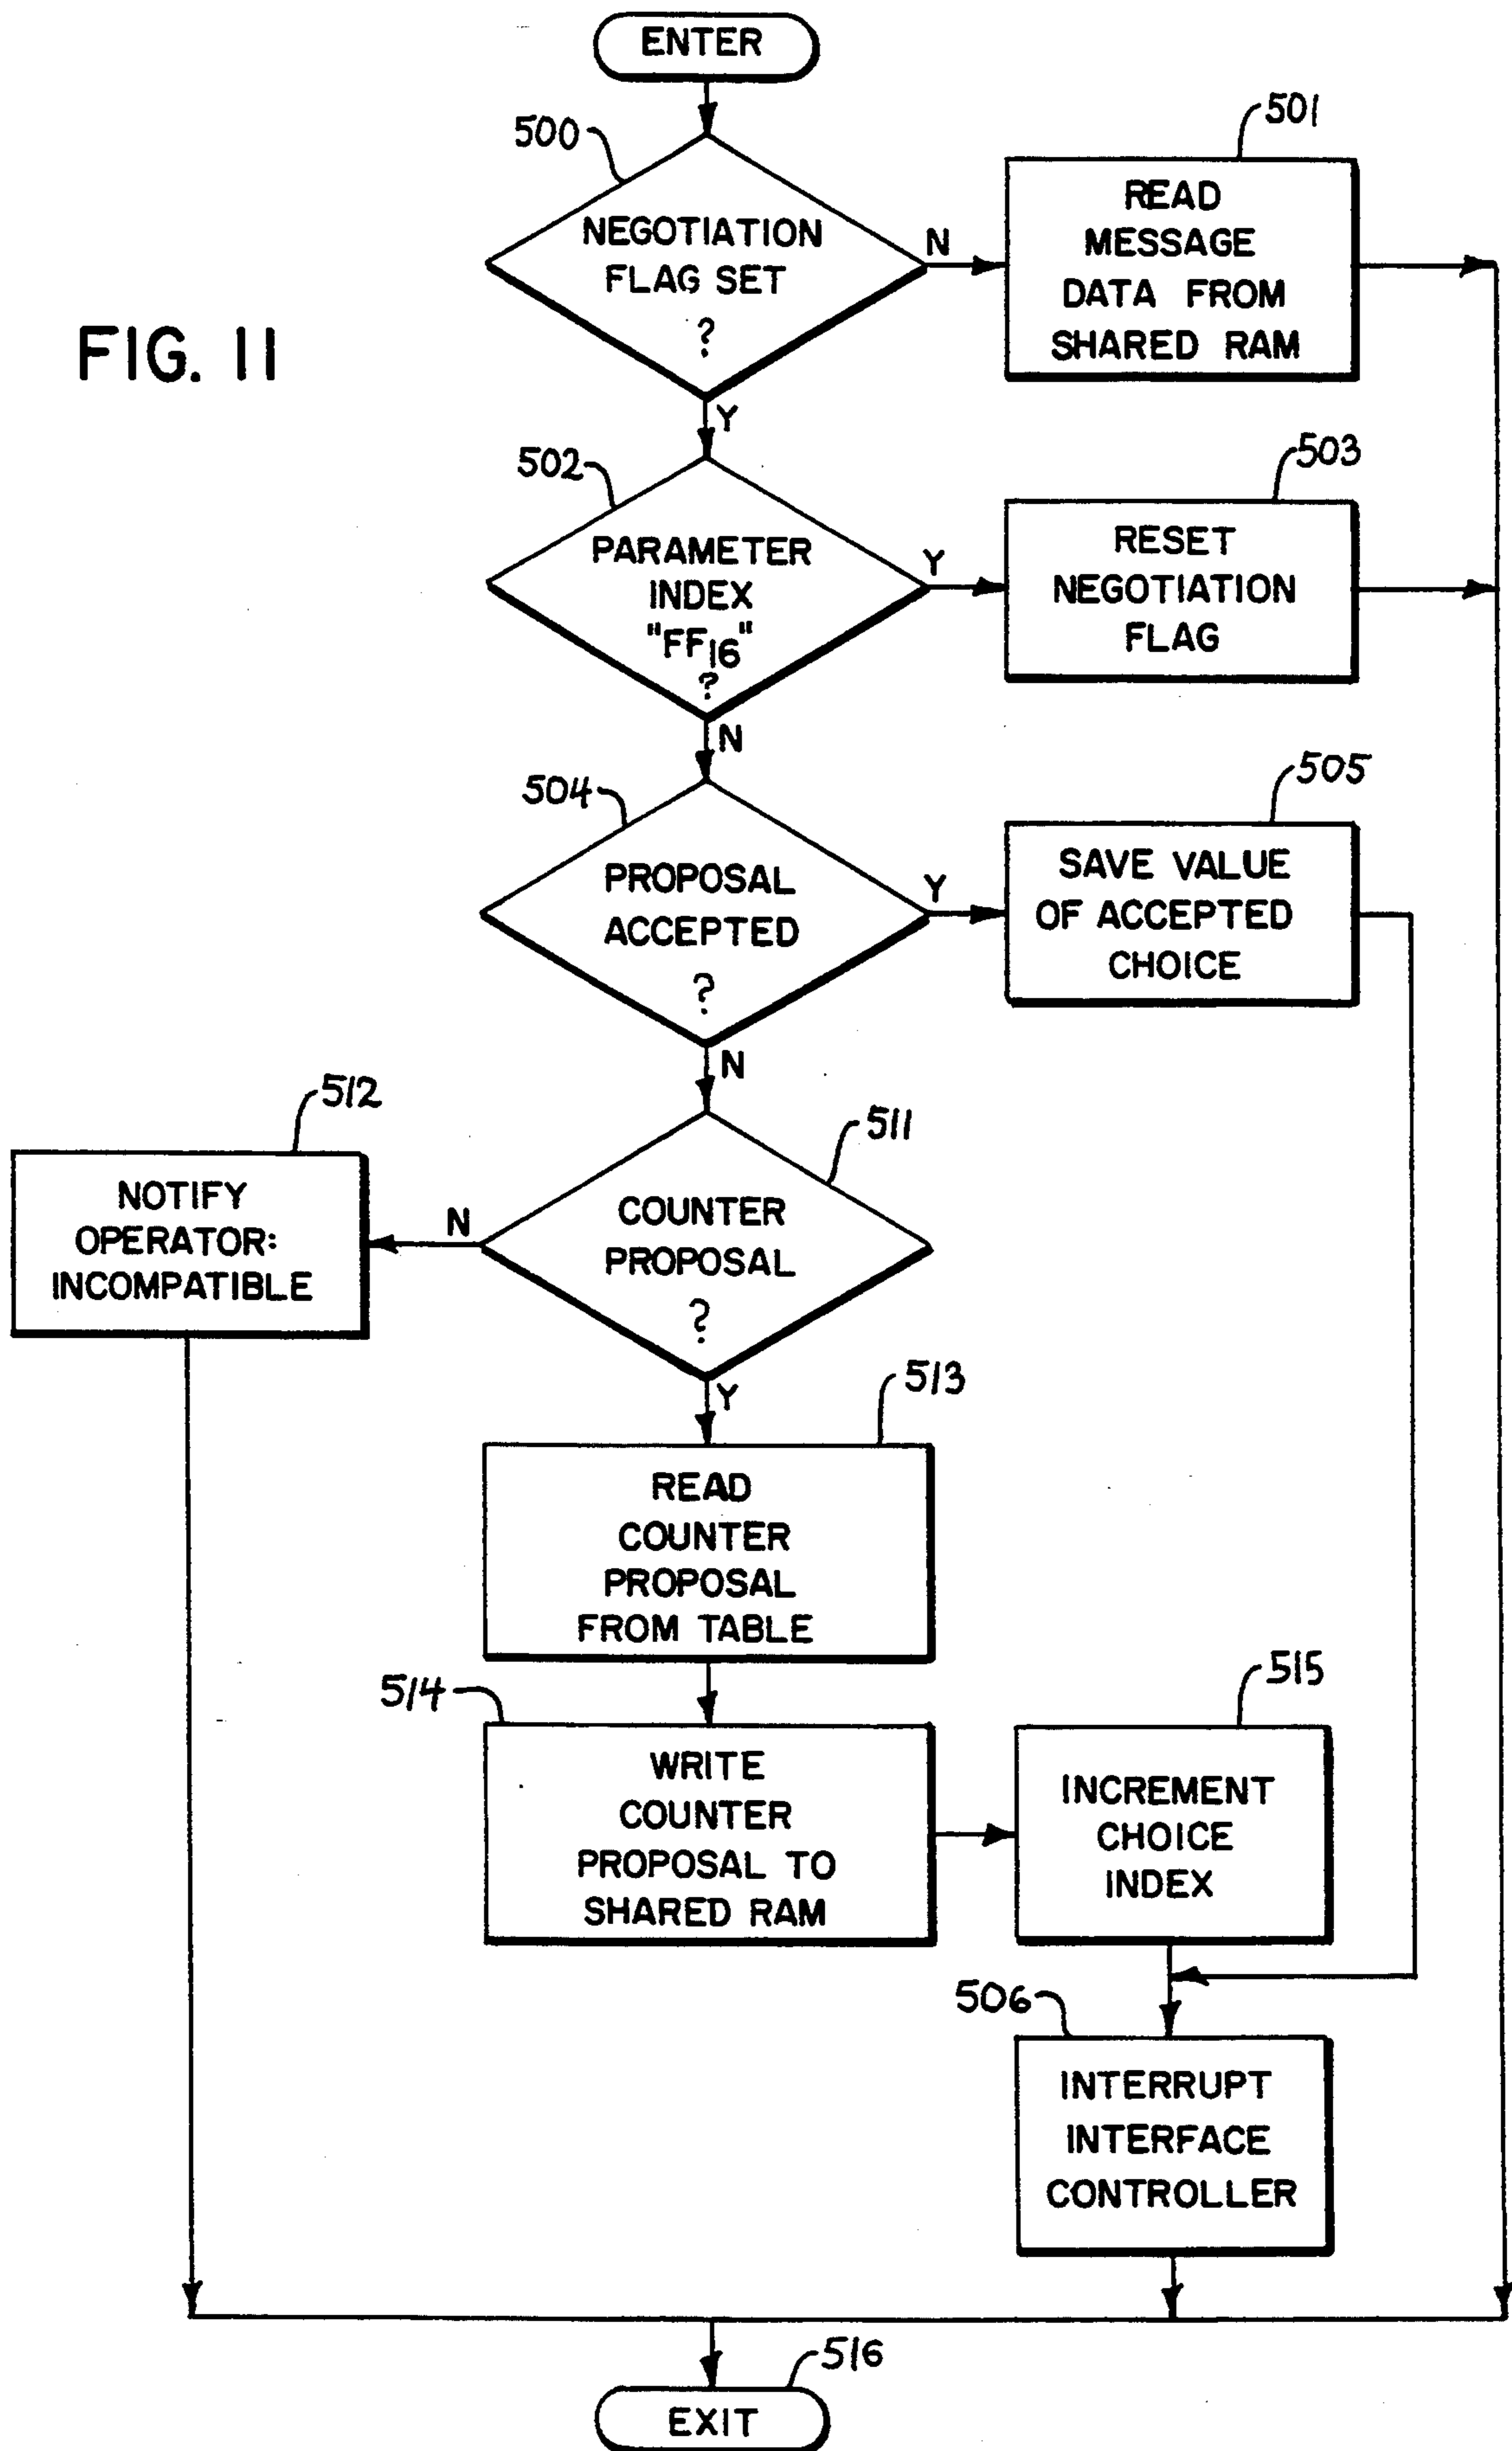 ENTER
500
NEGOTIATION
FLAG SET
?
N
501
READ
MESSAGE
DATA FROM
SHARED RAM
FIG. 11
Y
502
PARAMETER
INDEX
"FF16"
?
Y
503
RESET
NEGOTIATION
FLAG
N
504
PROPOSAL
ACCEPTED
?
Y
505
SAVE VALUE
OF ACCEPTED
CHOICE
N
511
COUNTER
PROPOSAL
?
N
512
NOTIFY
OPERATOR:
INCOMPATIBLE
Y
513
READ
COUNTER
PROPOSAL
FROM TABLE
514
WRITE
COUNTER
PROPOSAL TO
SHARED RAM
515
INCREMENT
CHOICE
INDEX
506
INTERRUPT
INTERFACE
CONTROLLER
516
EXIT